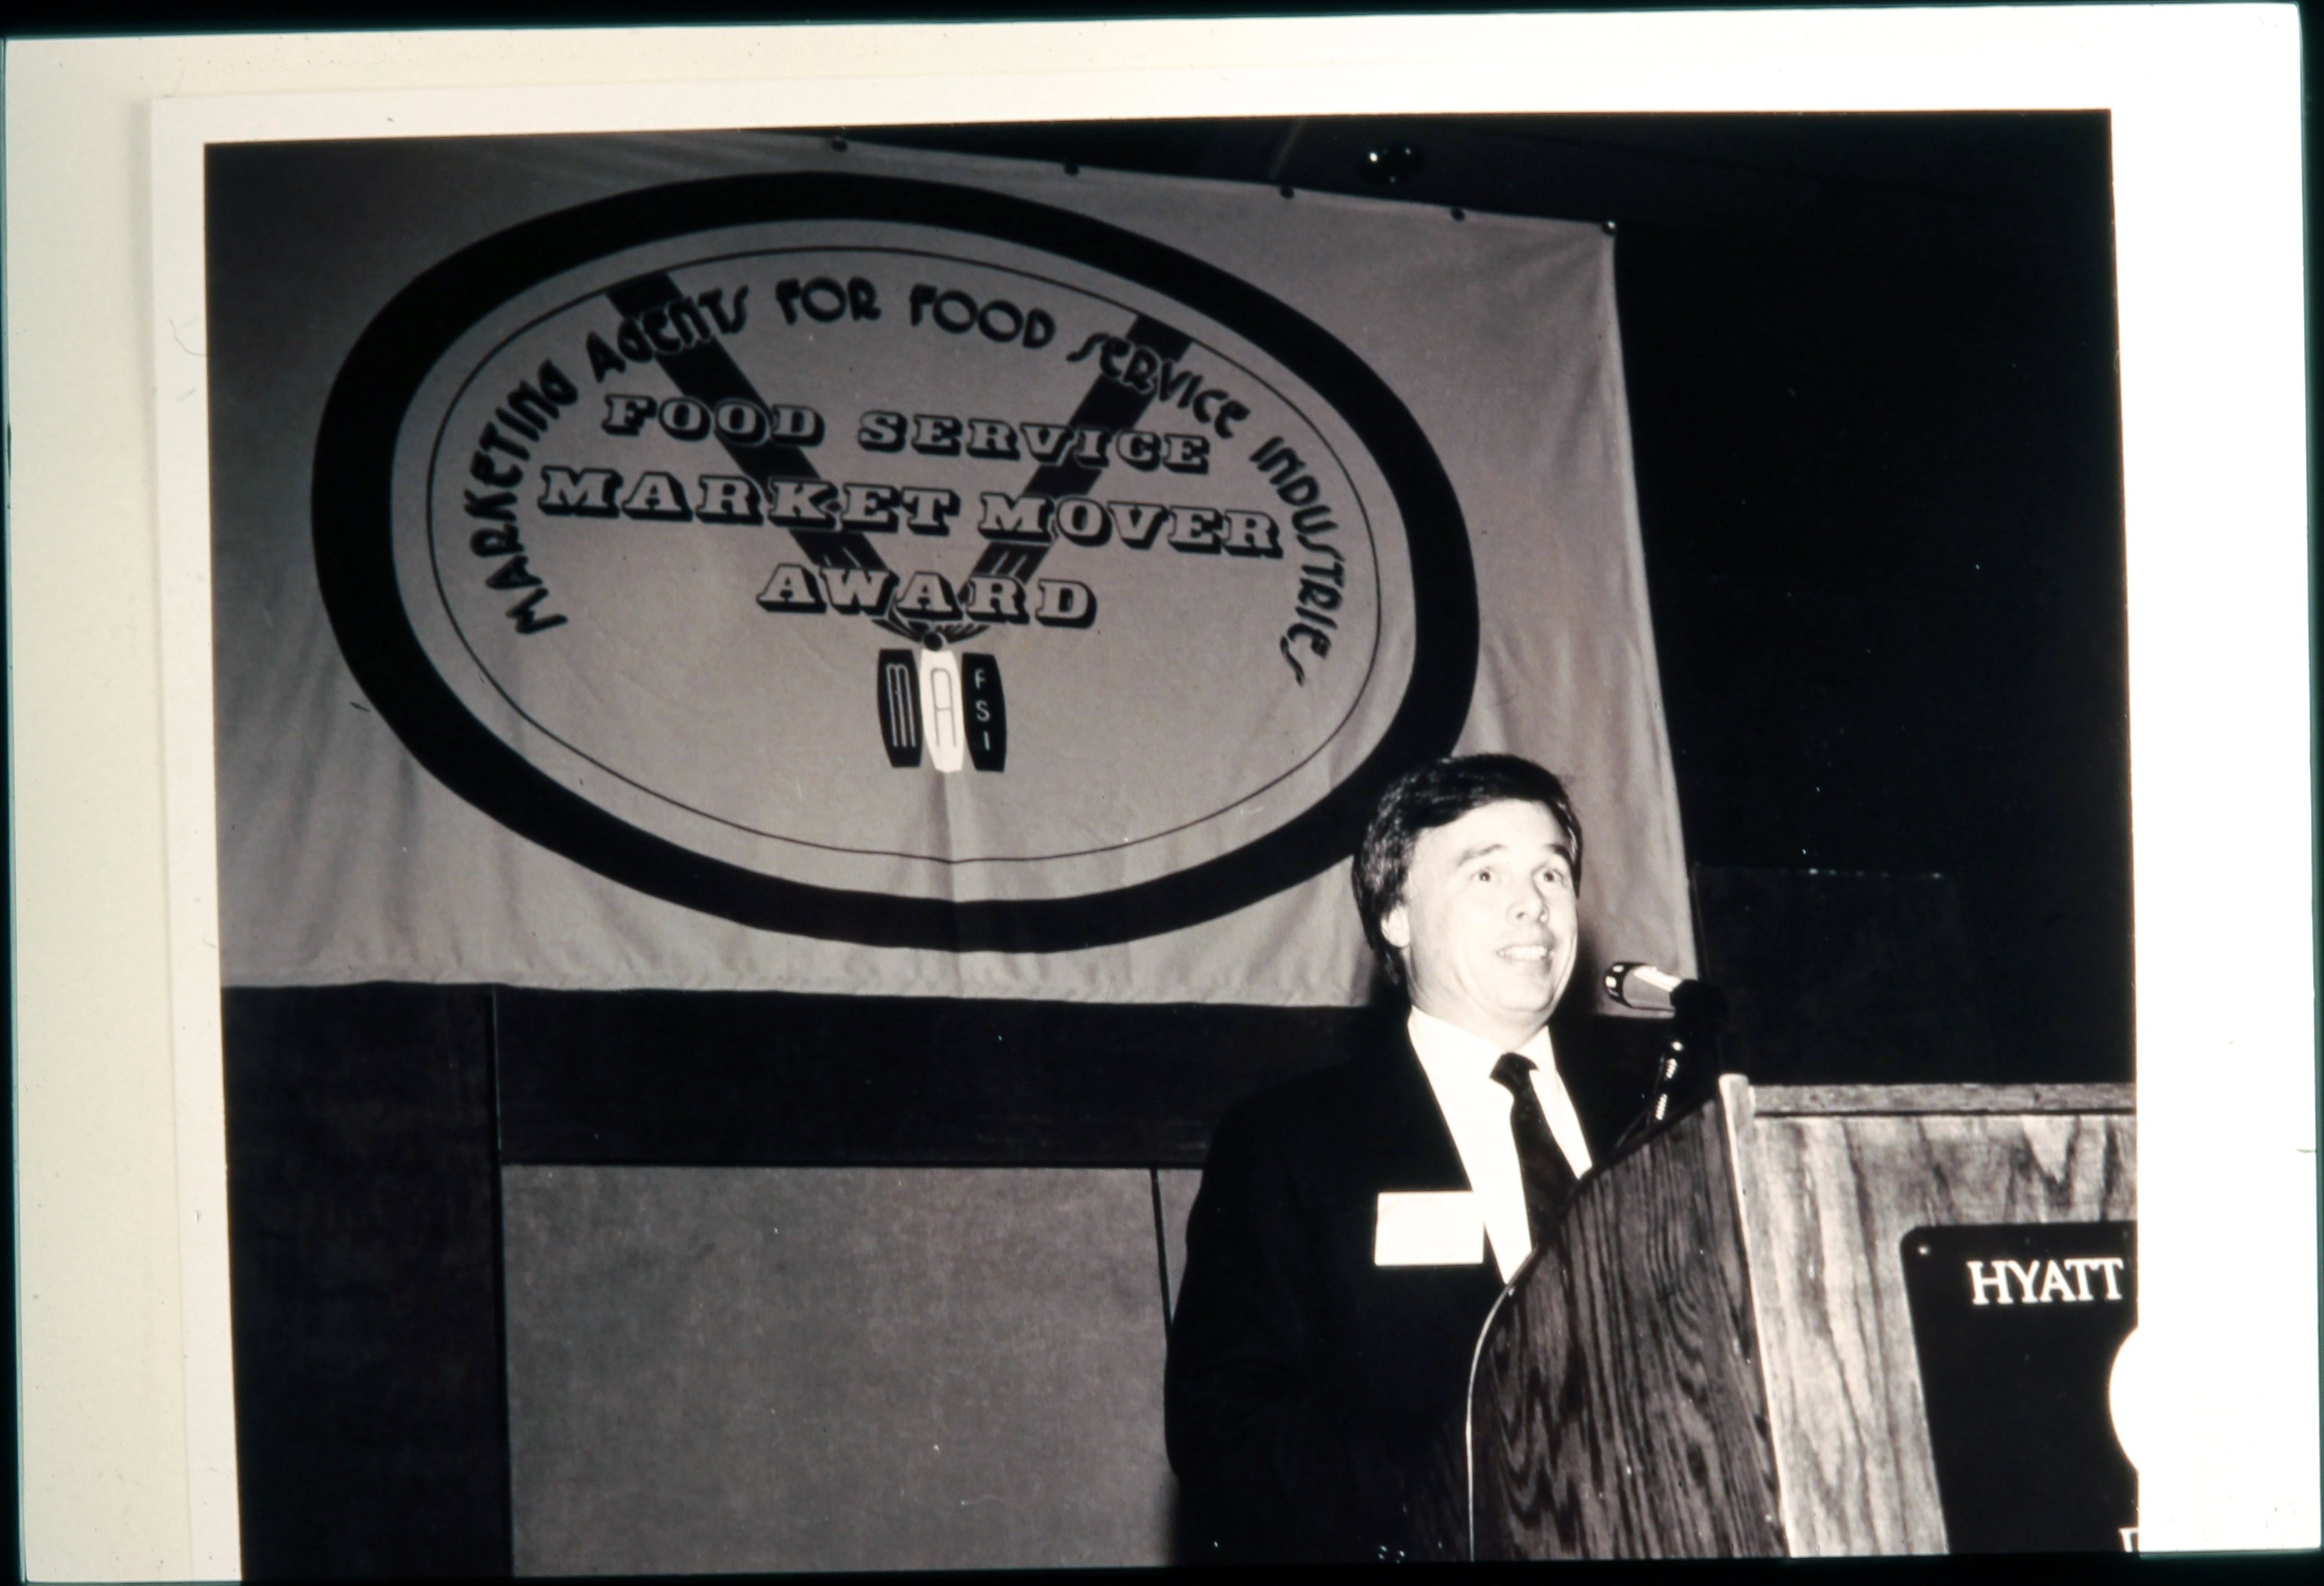 MARKETING AGENTS FOR FOOD SERVICE INDUSTRIES
FOOD SERVICE
MARKET MOVER
AWARD
MA FSI
HYATT